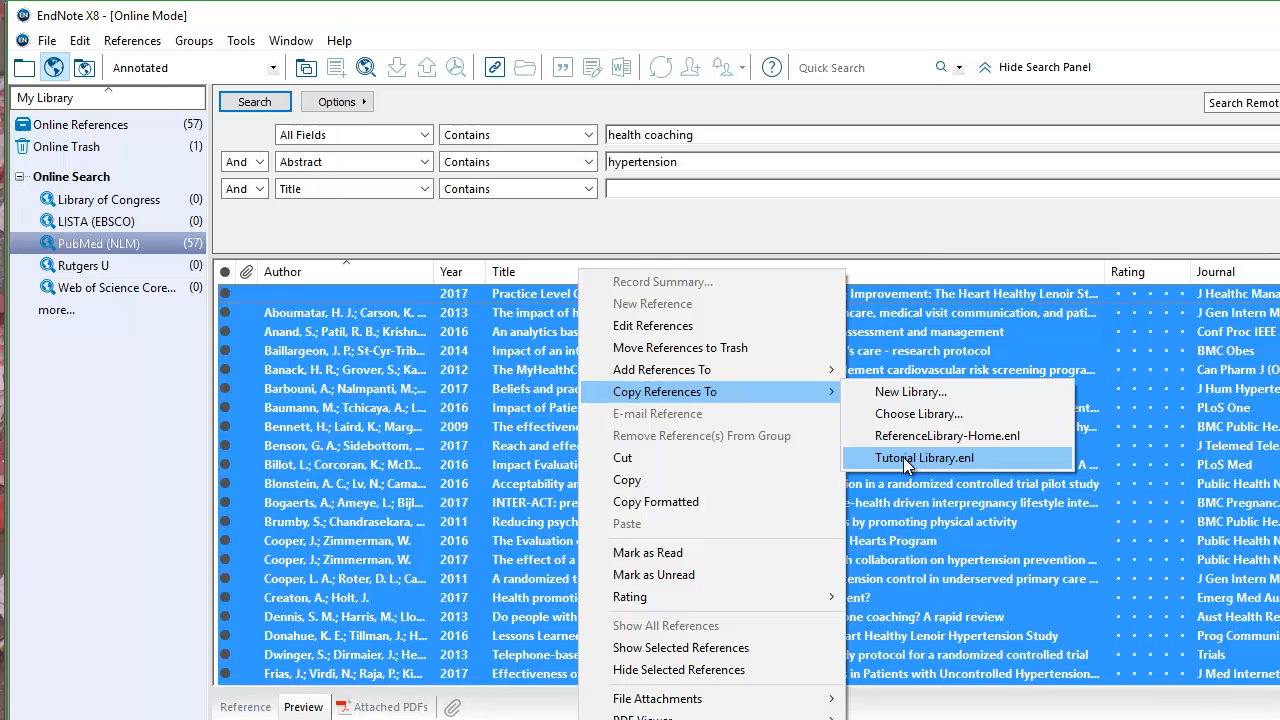 EndNote X8 - [Online Mode]
File Edit References Groups Tools Window Help
Annotated Quick Search Hide Search Panel
My Library
Online References (57)
Online Trash (1)
Online Search
Library of Congress (0)
LISTA (EBSCO) (0)
PubMed (NLM) (57)
Rutgers U (0)
Web of Science Core... (0)
more...
Search Options Search Remot
All Fields Contains health coaching
And Abstract Contains hypertension
And Title Contains
Author Year Title Rating Journal
2017 Practice Level Improvement: The Heart Healthy Lenoir St... J Healthc Mana
Aboumatar, H. J.; Carson, K. ... 2013 The impact of h care, medical visit communication, and pati... J Gen Intern M
Anand, S.; Patil, R. B.; Krishn... 2016 An analytics bas ssessment and management Conf Proc IEEE
Baillargeon, J. P.; St-Cyr-Trib... 2014 Impact of an int 's care - research protocol BMC Obes
Banack, H. R.; Grover, S.; Ka... 2016 The MyHealthC ement cardiovascular risk screening progra... Can Pharm J (O
Barbouni, A.; Nalmpanti, M.;... 2017 Beliefs and prac J Hum Hyperte
Baumann, M.; Tchicaya, A.; L... 2016 Impact of Patien PLoS One
Bennett, H.; Laird, K.; Marg... 2009 The effectivenes BMC Public He
Benson, G. A.; Sidebottom, ... 2017 Reach and effec J Telemed Tele
Billot, L.; Corcoran, K.; McD... 2016 Impact Evaluati A ... PLoS Med
Blonstein, A. C.; Lv, N.; Cama... 2016 Acceptability an n in a randomized controlled trial pilot study Public Health N
Bogaerts, A.; Ameye, L.; Bijl... 2017 INTER-ACT: pre -health driven interpregnancy lifestyle inte... BMC Pregnanc.
Brumby, S.; Chandrasekara, ... 2011 Reducing psych by promoting physical activity BMC Public He
Cooper, J.; Zimmerman, W. 2016 The Evaluation Hearts Program Public Health N
Cooper, J.; Zimmerman, W. 2017 The effect of a h collaboration on hypertension prevention ... Public Health N
Cooper, L. A.; Roter, D. L.; Ca... 2011 A randomized t nsion control in underserved primary care ... J Gen Intern M
Creaton, A.; Holt, J. 2017 Health promoti ent? Emerg Med Au
Dennis, S. M.; Harris, M.; Llo... 2013 Do people with one coaching? A rapid review Aust Health Re
Donahue, K. E.; Tillman, J.; H... 2016 Lessons Learned art Healthy Lenoir Hypertension Study Prog Communi
Dwinger, S.; Dirmaier, J.; He... 2013 Telephone-base dy protocol for a randomized controlled trial Trials
Frias, J.; Virdi, N.; Raja, P.; Ki... 2017 Effectiveness of in Patients with Uncontrolled Hypertension... J Med Internet
Record Summary...
New Reference
Edit References
Move References to Trash
Add References To
Copy References To
E-mail Reference
Remove Reference(s) From Group
Cut
Copy
Copy Formatted
Paste
Mark as Read
Mark as Unread
Rating
Show All References
Show Selected References
Hide Selected References
File Attachments
PDF Viewer
New Library...
Choose Library...
ReferenceLibrary-Home.enl
Tutorial Library.enl
Reference Preview Attached PDFs